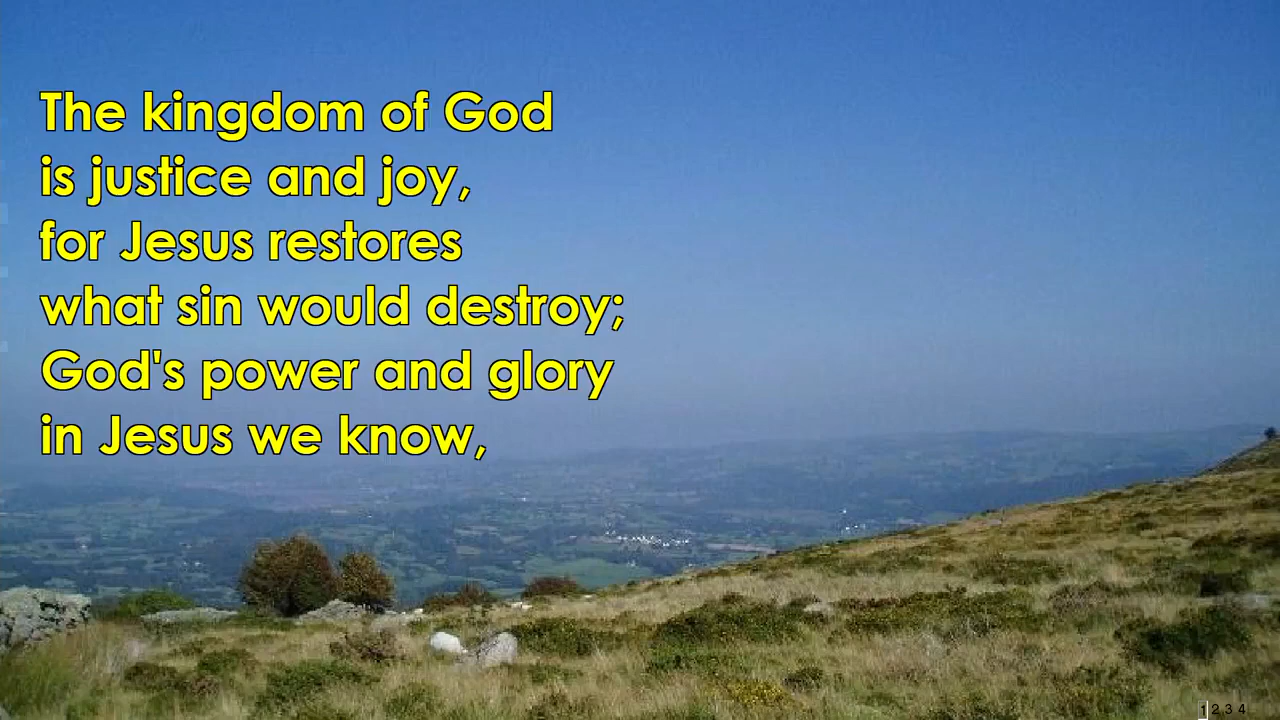 The kingdom of God
is justice and joy,
for Jesus restores
what sin would destroy;
God's power and glory
in Jesus we know,
1 2 3 4